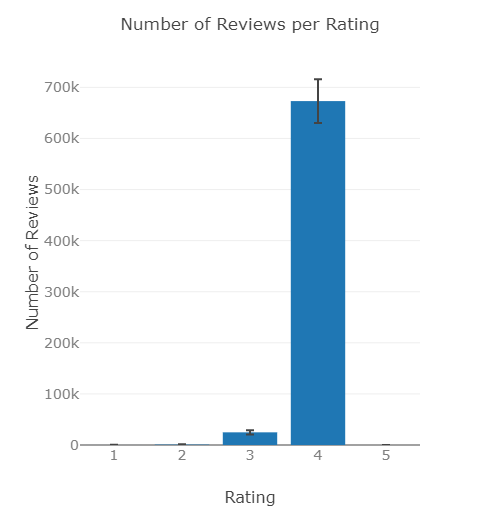 Number of Reviews per Rating
Number of Reviews
700k
600k
500k
400k
300k
200k
100k
0
1 2 3 4 5
Rating